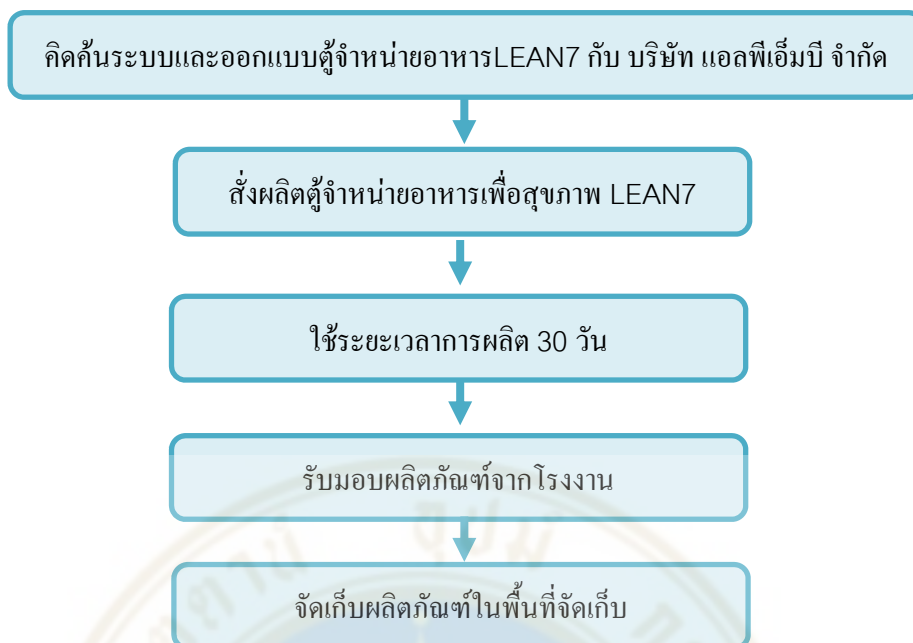 คิดค้นระบบและออกแบบตู้จำหน่ายอาหารLEAN7 กับ บริษัท แอลพีเอ็มบี จำกัด
สั่งผลิตตู้จำหน่ายอาหารเพื่อสุขภาพ LEAN7
ใช้ระยะเวลาการผลิต 30 วัน
รับมอบผลิตภัณฑ์จากโรงงาน
จัดเก็บผลิตภัณฑ์ในพื้นที่จัดเก็บ